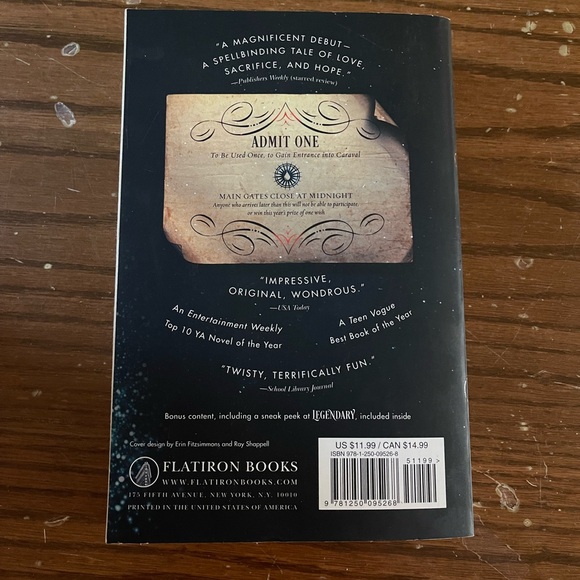 "A MAGNIFICENT DEBUT—
A SPELLBINDING TALE OF LOVE,
SACRIFICE, AND HOPE."
—Publishers Weekly (starred review)
ADMIT ONE
To Be Used Once, to Gain Entrance into Caraval
MAIN GATES CLOSE AT MIDNIGHT
Anyone who arrives later than this will not be able to participate
or win this year's prize of one wish
"IMPRESSIVE,
ORIGINAL, WONDROUS."
—USA Today
An Entertainment Weekly
Top 10 YA Novel of the Year
A Teen Vogue
Best Book of the Year
"TWISTY, TERRIFICALLY FUN."
—School Library Journal
Bonus content, including a sneak peek at LEGENDARY, included inside
Cover design by Erin Fitzsimmons and Ray Shappell
FLATIRON BOOKS
WWW.FLATIRONBOOKS.COM
175 FIFTH AVENUE, NEW YORK, N.Y. 10010
PRINTED IN THE UNITED STATES OF AMERICA
US $11.99 / CAN $14.99
ISBN 978-1-250-09526-8
51199>
9 781250 095268